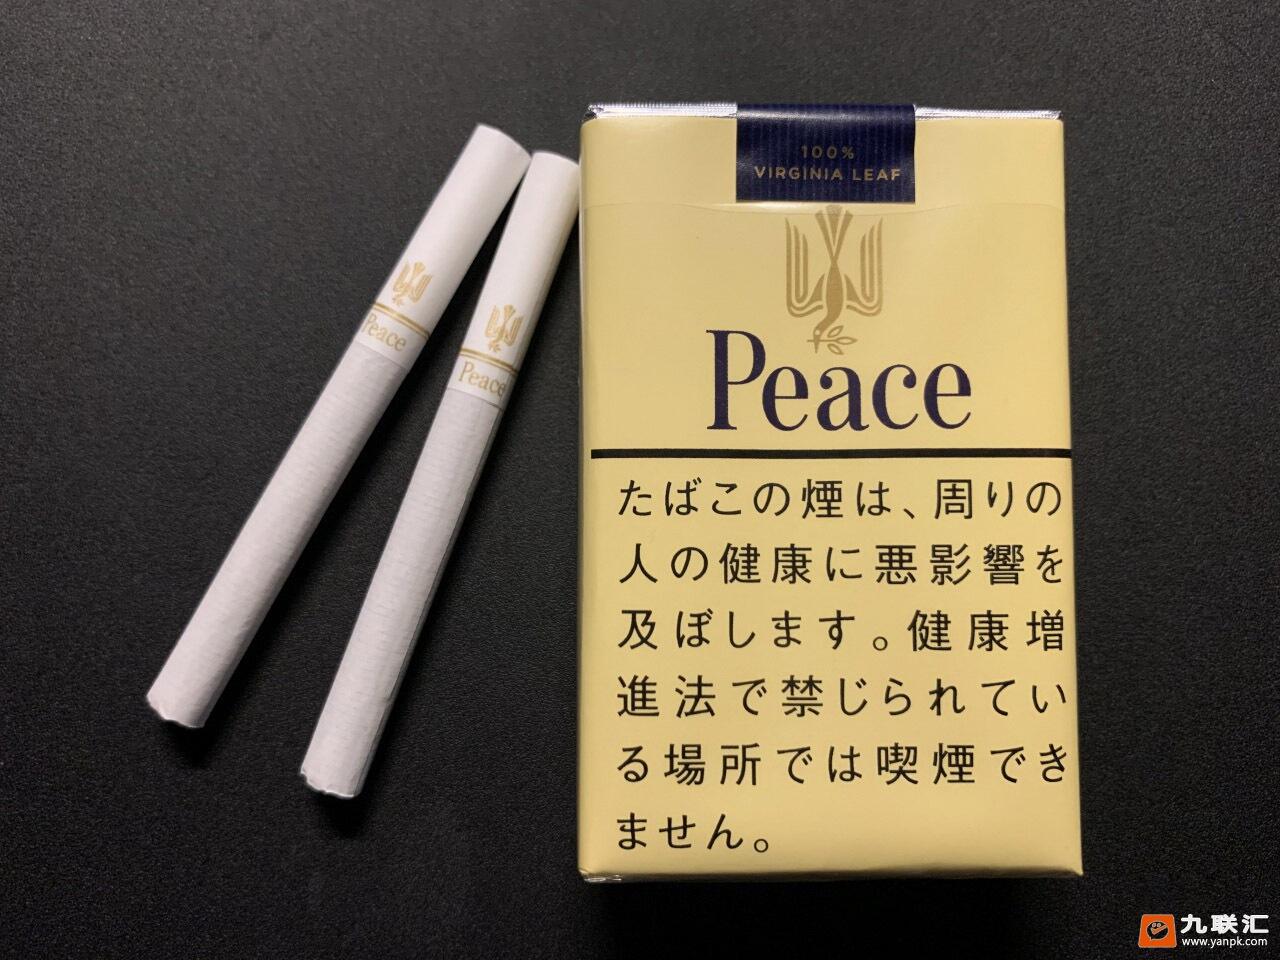 100%
VIRGINIA LEAF
Peace
たばこの煙は、周りの
人の健康に悪影響を
及ぼします。健康増
進法で禁じられてい
る場所では喫煙でき
ません。
Peace
Peace
九联汇
www.yanpk.com